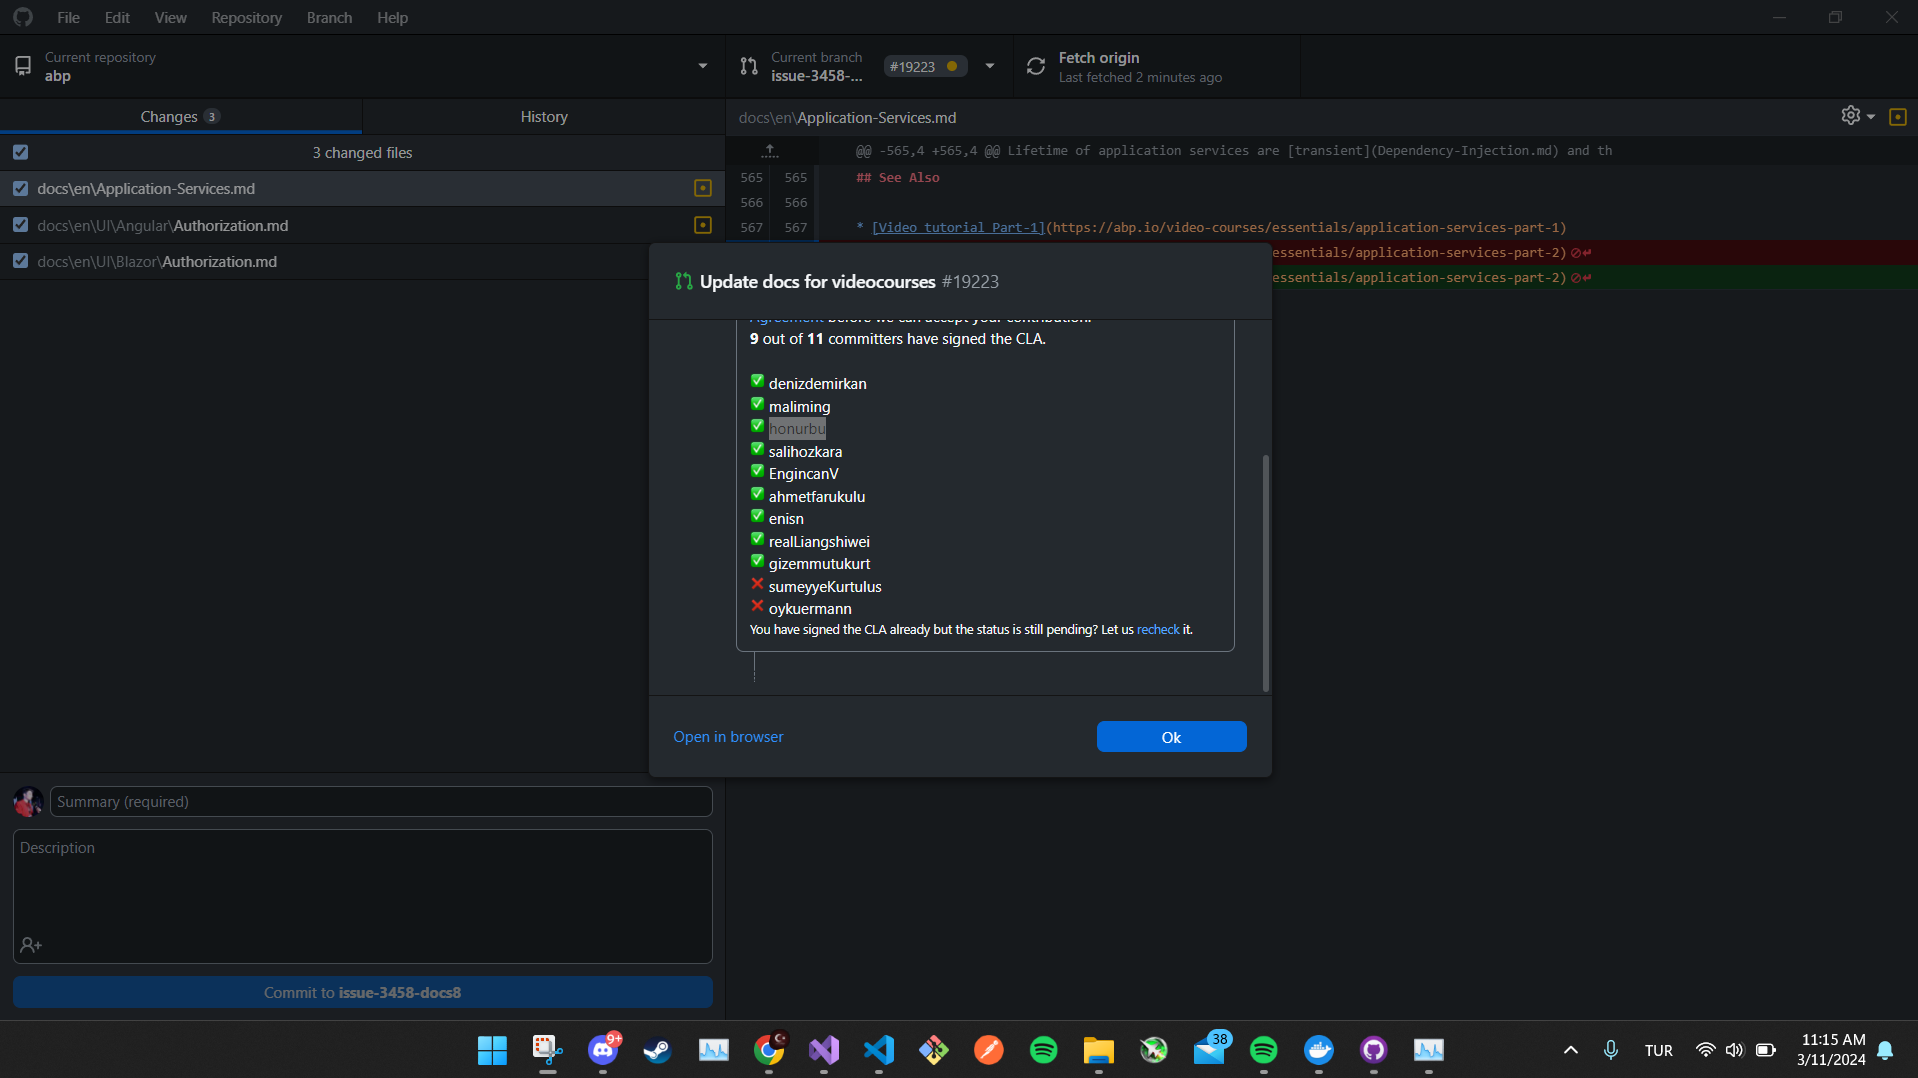 File Edit View Repository Branch Help
Current repository
abp
Current branch
issue-3458-...
#19223
Fetch origin
Last fetched 2 minutes ago
Changes 3
History
3 changed files
docs\en\Application-Services.md
docs\en\UI\Angular\Authorization.md
docs\en\UI\Blazor\Authorization.md
docs\en\Application-Services.md
@@ -565,4 +565,4 @@ Lifetime of application services are [transient](Dependency-Injection.md) and th
565 565 ## See Also
566 566
567 567 * [Video tutorial Part-1](https://abp.io/video-courses/essentials/application-services-part-1)
essentials/application-services-part-2)
essentials/application-services-part-2)
Update docs for videocourses #19223
Agreement before we can accept your contribution.
9 out of 11 committers have signed the CLA.
denizdemirkan
maliming
honurbu
salihozkara
EngincanV
ahmetfarukulu
enisn
realLiangshiwei
gizemmutukurt
sumeyyeKurtulus
oykuermann
You have signed the CLA already but the status is still pending? Let us recheck it.
Open in browser
Ok
Summary (required)
Description
Commit to issue-3458-docs8
9+
38
TUR
11:15 AM
3/11/2024